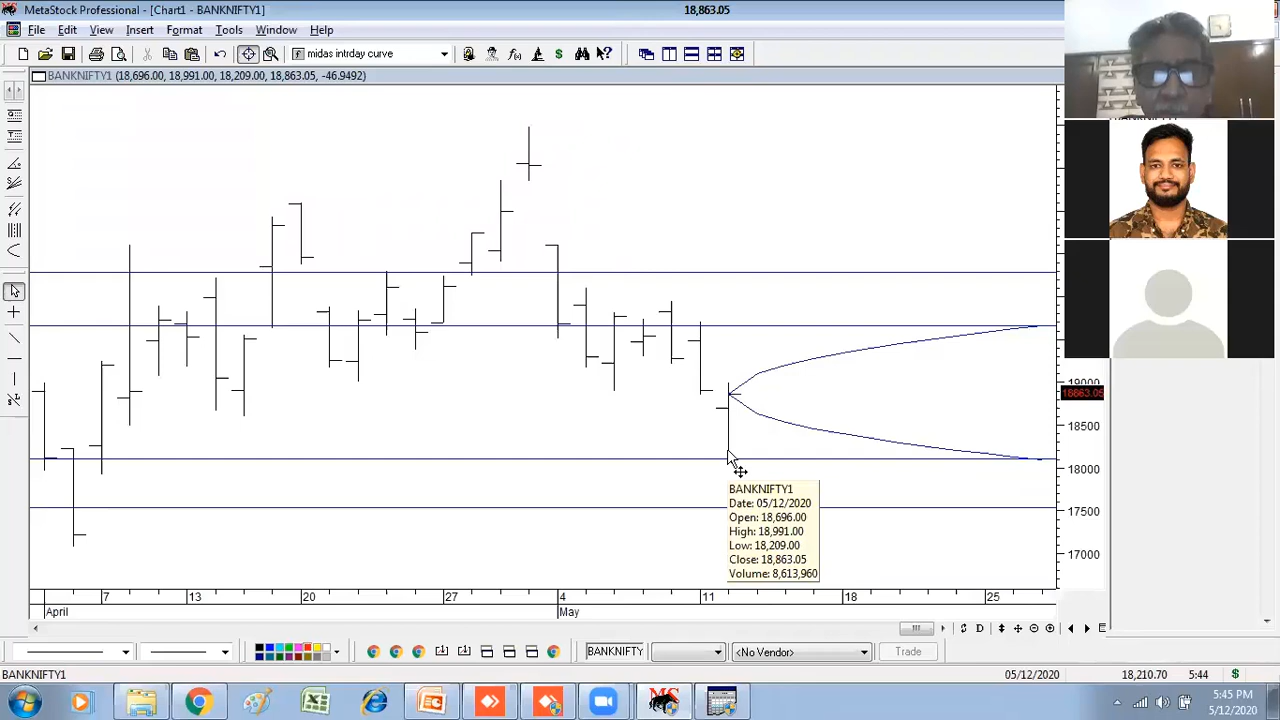 MetaStock Professional - [Chart1 - BANKNIFTY1]
18,863.05
File Edit View Insert Format Tools Window Help
midas intrday curve
BANKNIFTY1 (18,696.00, 18,991.00, 18,209.00, 18,863.05, -46.9492)
19000
18863.05
18500
18000
17500
17000
BANKNIFTY1
Date: 05/12/2020
Open: 18,696.00
High: 18,991.00
Low: 18,209.00
Close: 18,863.05
Volume: 8,613,960
7 13 20 27 4 11 18 25
April May
BANKNIFTY <No Vendor> Trade
BANKNIFTY1 05/12/2020 18,210.70 5:44
5:45 PM
5/12/2020